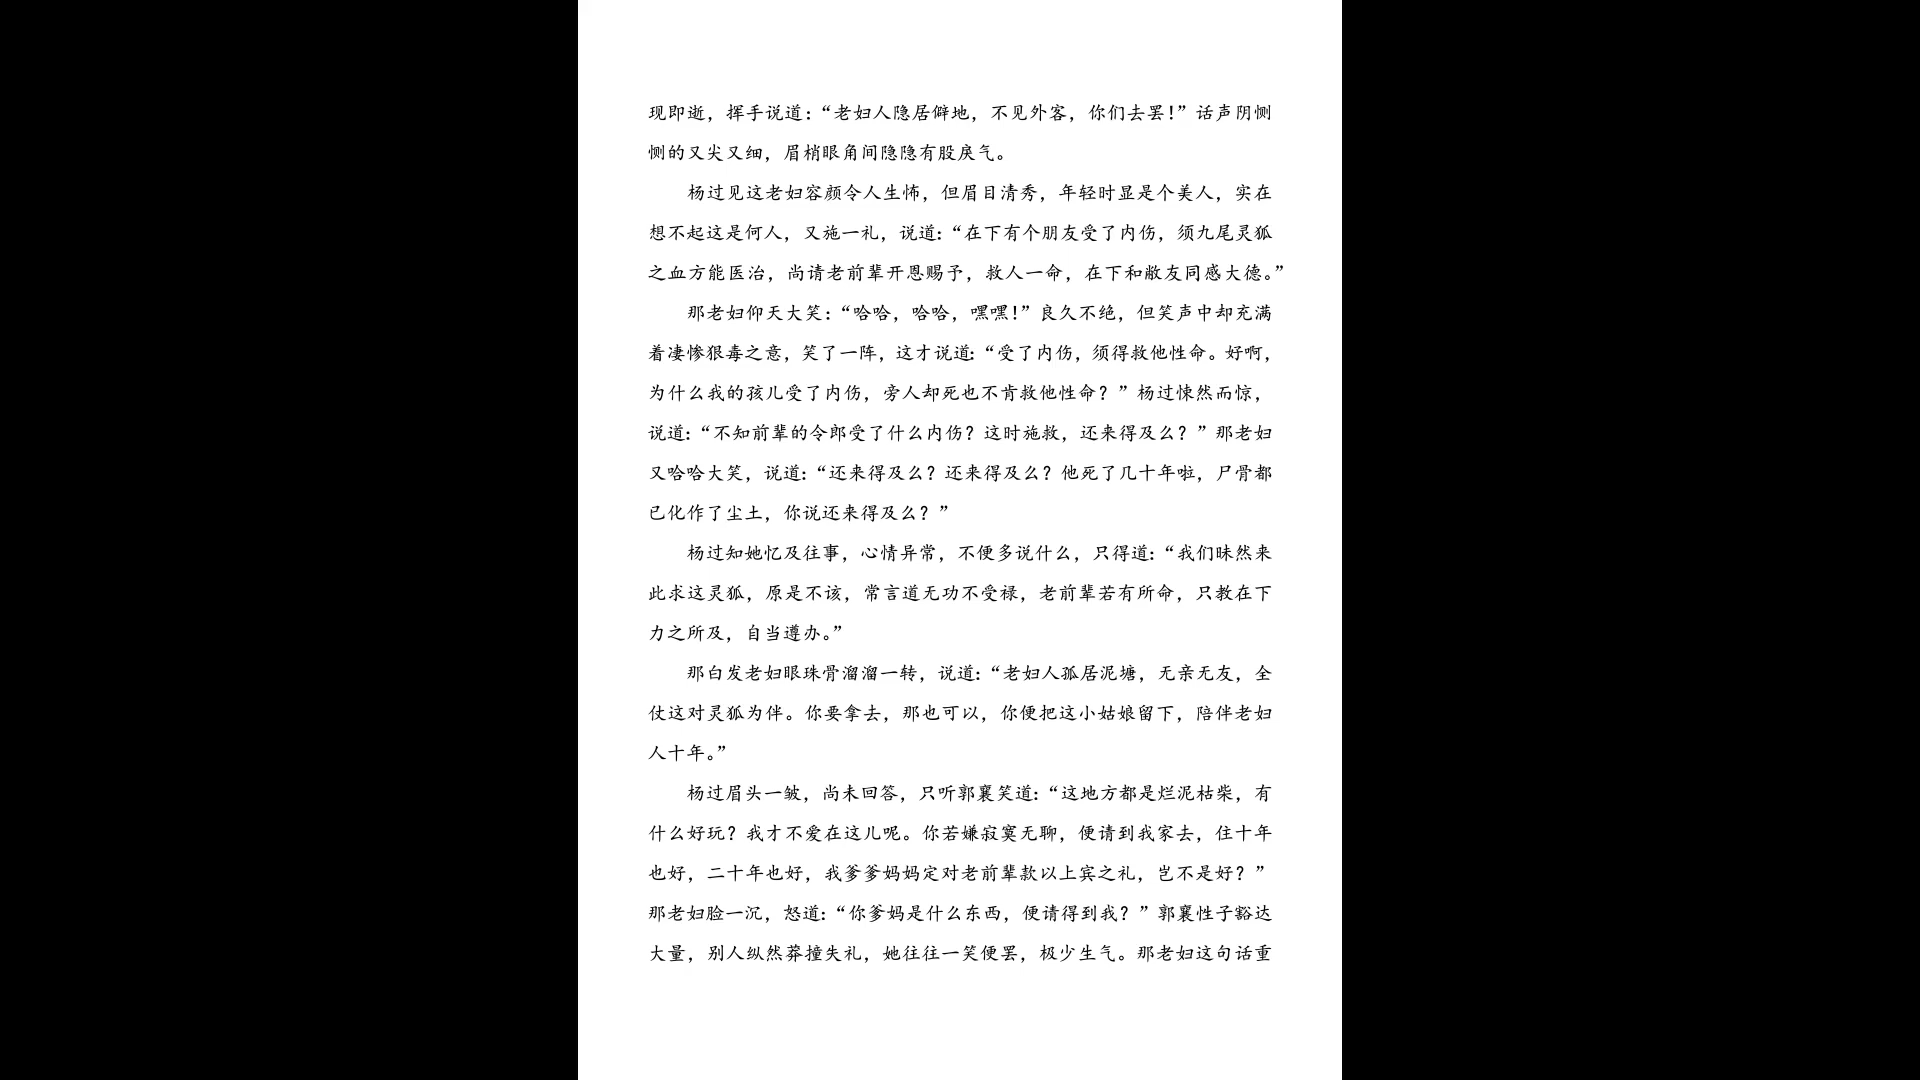 现即逝，挥手说道：“老妇人隐居僻地，不见外客，你们去罢！”话声阴恻
恻的又尖又细，眉梢眼角间隐隐有股戾气。
杨过见这老妇容颜令人生怖，但眉目清秀，年轻时显是个美人，实在
想不起这是何人，又施一礼，说道：“在下有个朋友受了内伤，须九尾灵狐
之血方能医治，尚请老前辈开恩赐予，救人一命，在下和敝友同感大德。”
那老妇仰天大笑：“哈哈，哈哈，嘿嘿！”良久不绝，但笑声中却充满
着凄惨狠毒之意，笑了一阵，这才说道：“受了内伤，须得救他性命。好啊，
为什么我的孩儿受了内伤，旁人却死也不肯救他性命？”杨过悚然而惊，
说道：“不知前辈的令郎受了什么内伤？这时施救，还来得及么？”那老妇
又哈哈大笑，说道：“还来得及么？还来得及么？他死了几十年啦，尸骨都
已化作了尘土，你说还来得及么？”
杨过知她忆及往事，心情异常，不便多说什么，只得道：“我们昧然来
此求这灵狐，原是不该，常言道无功不受禄，老前辈若有所命，只教在下
力之所及，自当遵办。”
那白发老妇眼珠骨溜溜一转，说道：“老妇人孤居泥塘，无亲无友，全
仗这对灵狐为伴。你要拿去，那也可以，你便把这小姑娘留下，陪伴老妇
人十年。”
杨过眉头一皱，尚未回答，只听郭襄笑道：“这地方都是烂泥枯柴，有
什么好玩？我才不爱在这儿呢。你若嫌寂寞无聊，便请到我家去，住十年
也好，二十年也好，我爹爹妈妈定对老前辈款以上宾之礼，岂不是好？”
那老妇脸一沉，怒道：“你爹妈是什么东西，便请得到我？”郭襄性子豁达
大量，别人纵然莽撞失礼，她往往一笑便罢，极少生气。那老妇这句话重